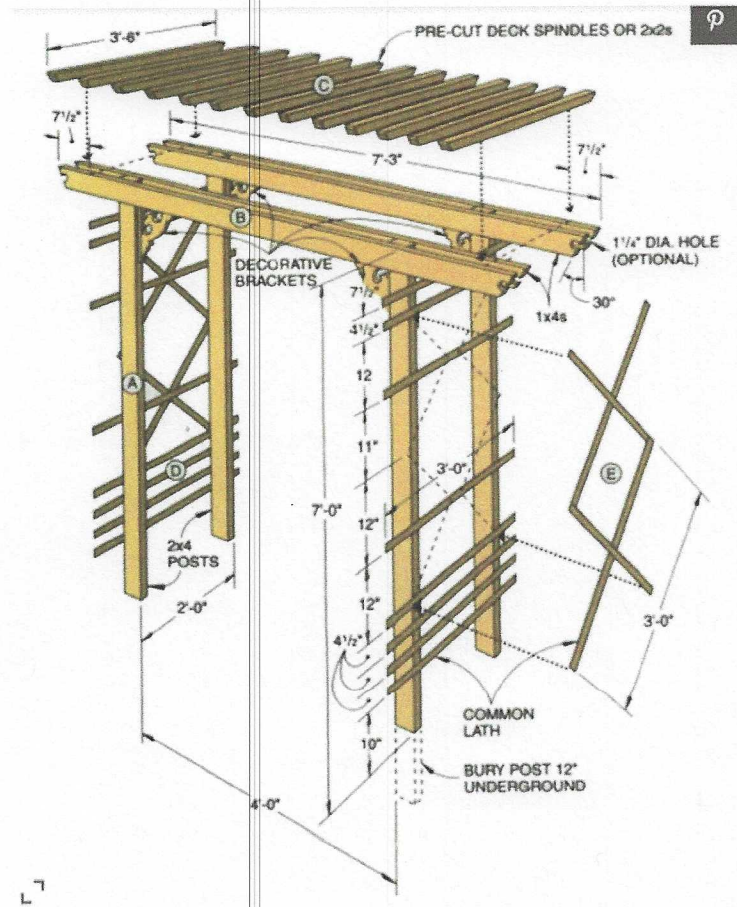 3'-6"
PRE-CUT DECK SPINDLES OR 2x2s
C
7 1/2"
7'-3"
7 1/2"
B
DECORATIVE
BRACKETS
1 1/4" DIA. HOLE
(OPTIONAL)
30°
1x4s
7 1/2"
4 1/2"
12
A
11"
3'-0"
E
D
7'-0"
12"
2x4
POSTS
2'-0"
12"
3'-0"
4 1/2"
COMMON
LATH
10"
BURY POST 12"
UNDERGROUND
4'-0"